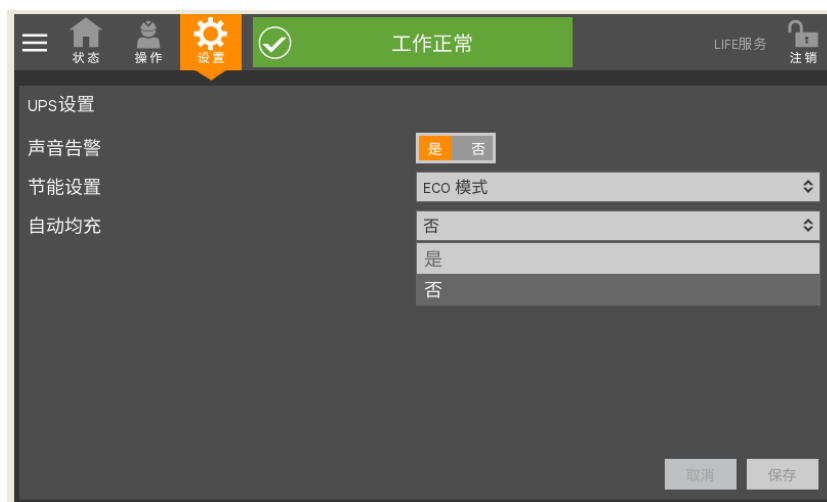 状态
操作
设置
工作正常
LIFE服务
注销
UPS设置
声音告警
是 否
节能设置
ECO 模式
自动均充
否
是
否
取消
保存